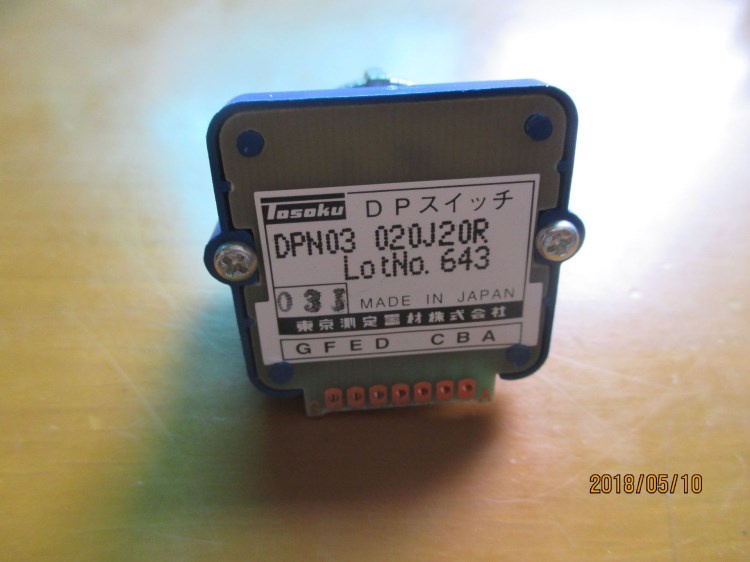 Tosoku DPスイッチ
DPN03 020J20R
LotNo. 643
033 MADE IN JAPAN
東京測定器材株式会社
GFED CBA
2018/05/10